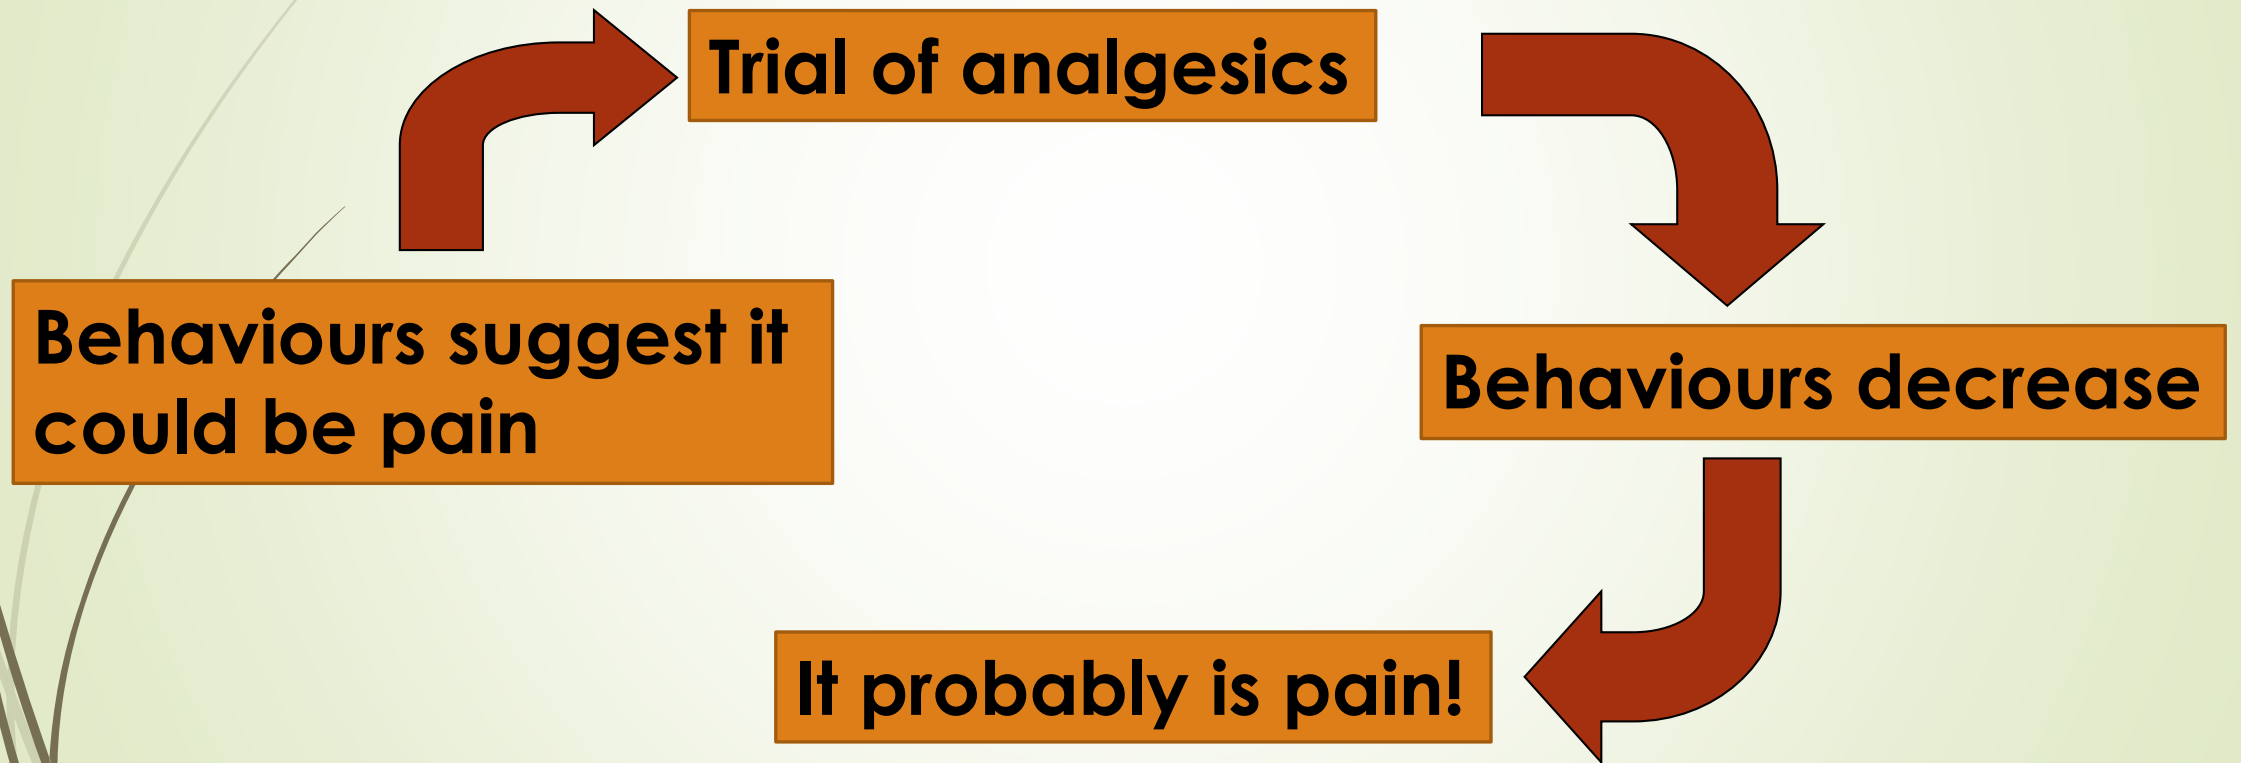 Trial of analgesics
Behaviours suggest it
could be pain
Behaviours decrease
It probably is pain!